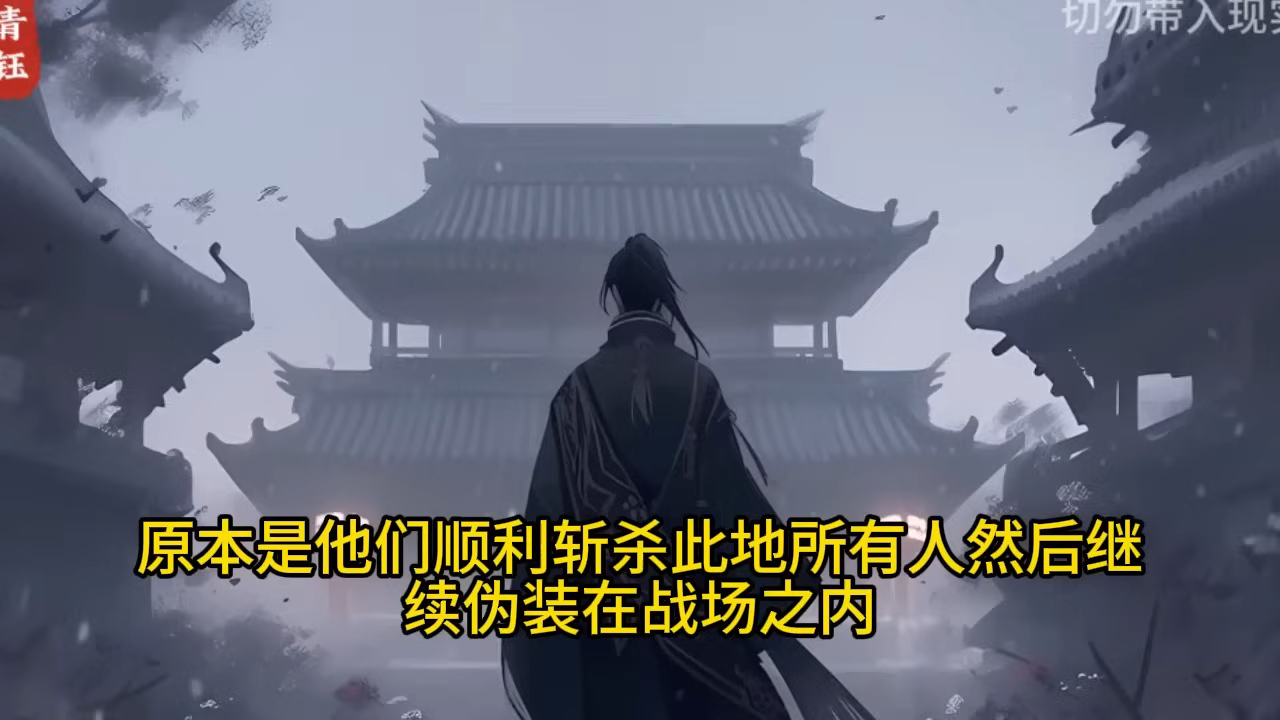 切勿带入现实
青
钰
原本是他们顺利斩杀此地所有人然后继
续伪装在战场之内